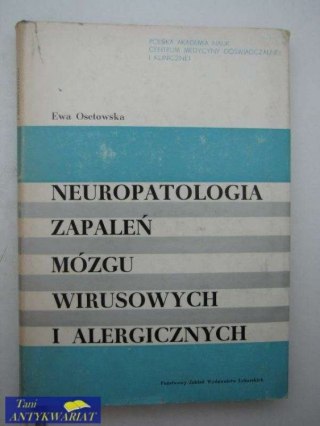 POLSKA AKADEMIA NAUK
CENTRUM MEDYCYNY DOŚWIADCZALNEJ
I KLINICZNEJ
Ewa Osetowska
NEUROPATOLOGIA
ZAPALEŃ
MÓZGU
WIRUSOWYCH
I ALERGICZNYCH
Państwowy Zakład Wydawnictw Lekarskich
Tani
ANTYKWARIAT